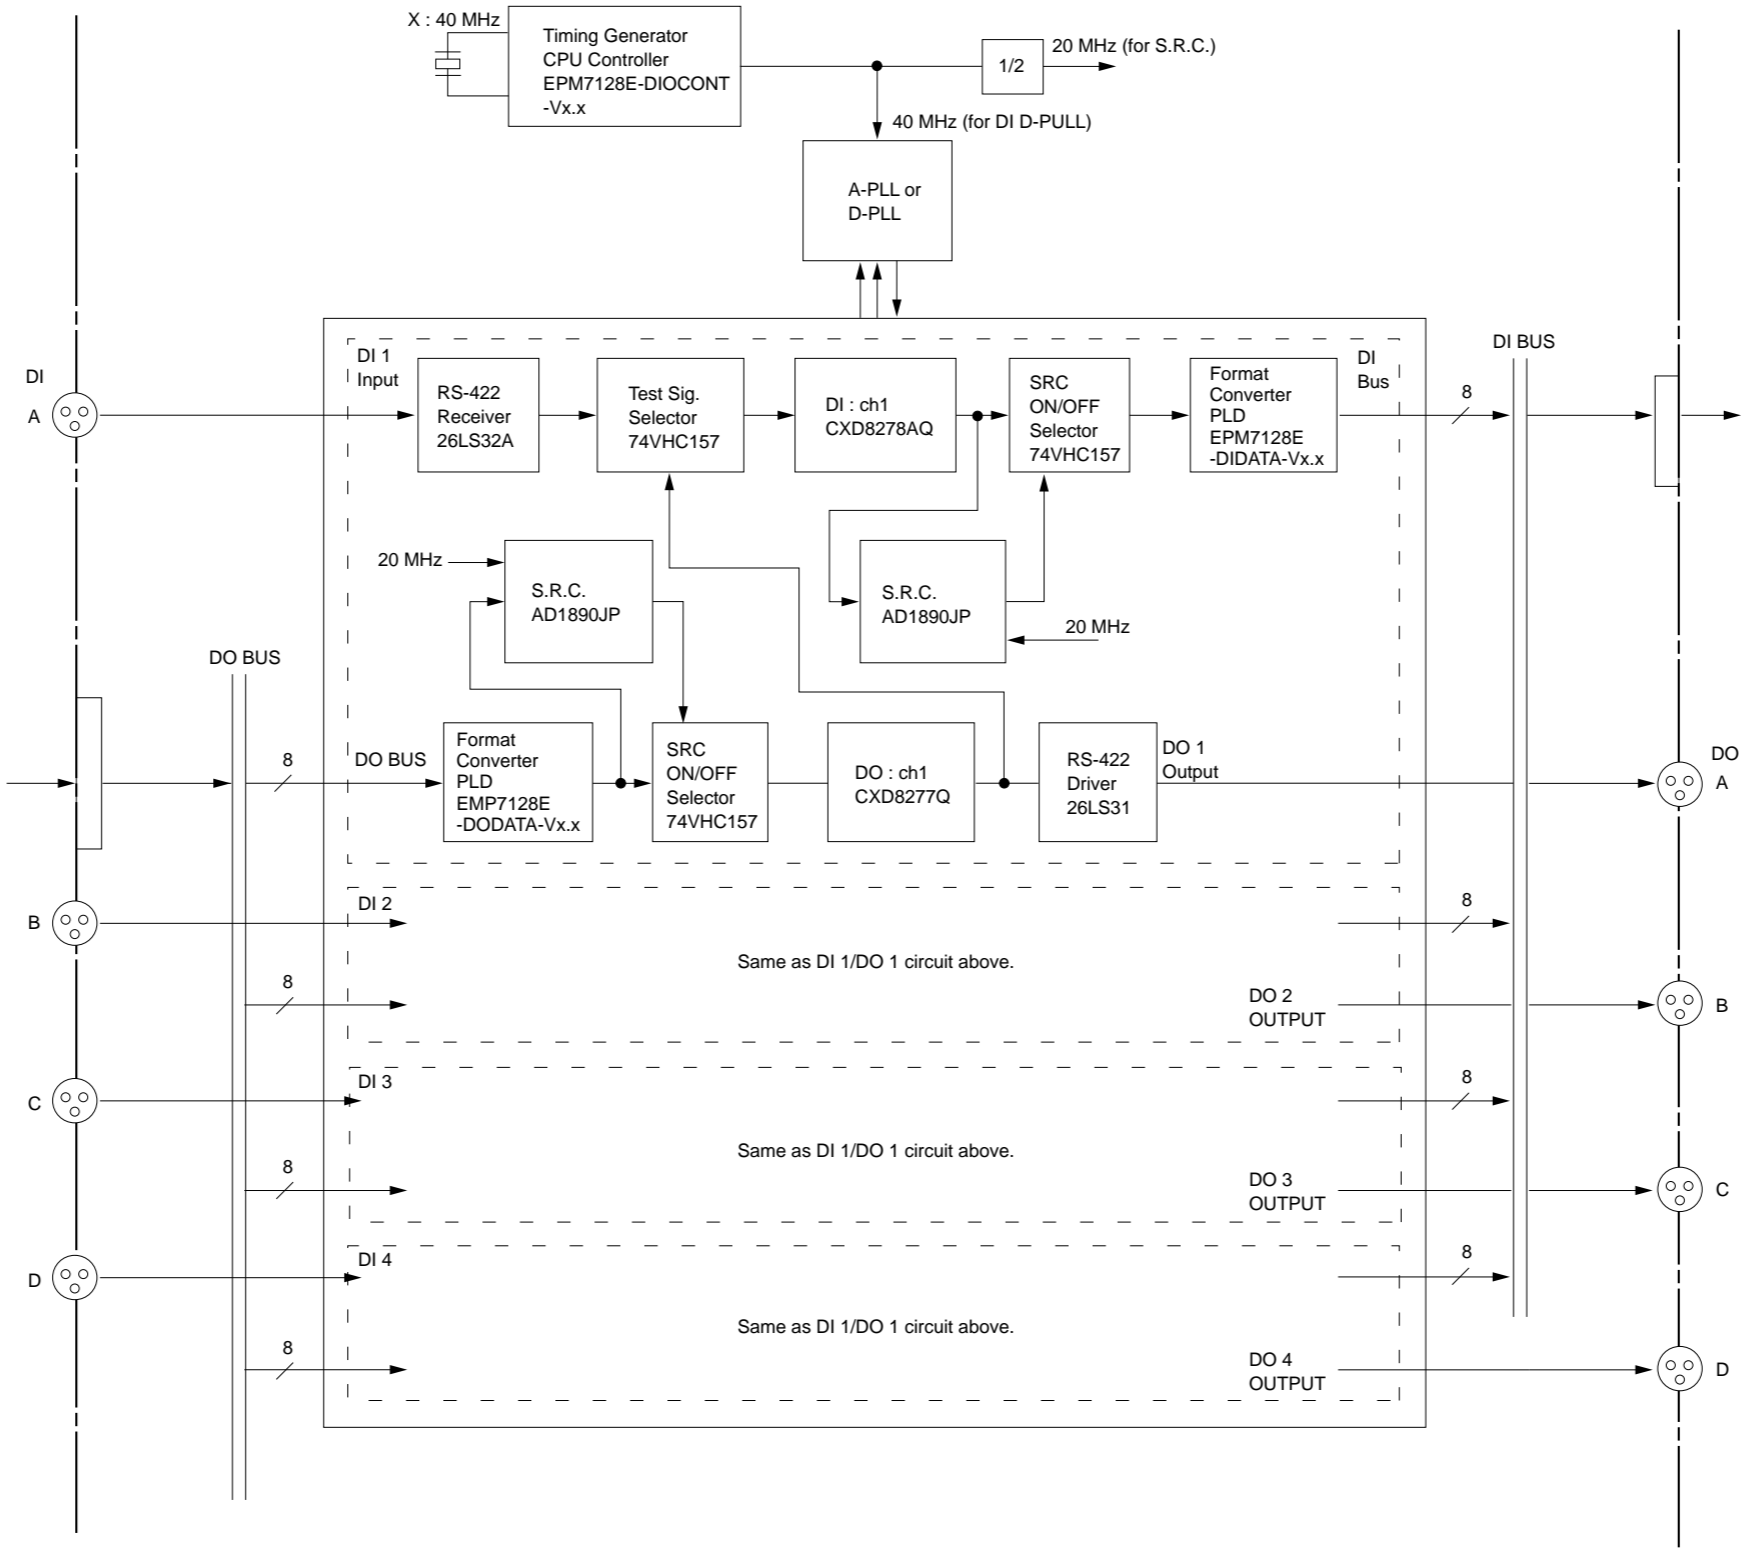 X : 40 MHz
Timing Generator
CPU Controller
EPM7128E-DIOCONT
-Vx.x
1/2
20 MHz (for S.R.C.)
40 MHz (for DI D-PULL)
A-PLL or
D-PLL
DI
A
DI 1
Input
RS-422
Receiver
26LS32A
Test Sig.
Selector
74VHC157
DI : ch1
CXD8278AQ
SRC
ON/OFF
Selector
74VHC157
Format
Converter
PLD
EPM7128E
-DIDATA-Vx.x
DI
Bus
8
DI BUS
20 MHz
S.R.C.
AD1890JP
S.R.C.
AD1890JP
20 MHz
DO BUS
8
DO BUS
Format
Converter
PLD
EMP7128E
-DODATA-Vx.x
SRC
ON/OFF
Selector
74VHC157
DO : ch1
CXD8277Q
RS-422
Driver
26LS31
DO 1
Output
DO
A
B
DI 2
8
Same as DI 1/DO 1 circuit above.
8
DO 2
OUTPUT
B
C
DI 3
8
Same as DI 1/DO 1 circuit above.
8
DO 3
OUTPUT
C
D
DI 4
8
Same as DI 1/DO 1 circuit above.
8
DO 4
OUTPUT
D